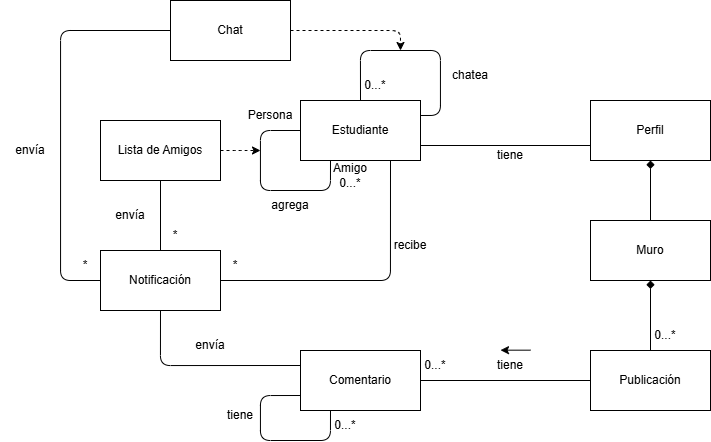 Chat
chatea
0...*
Persona
Estudiante
Perfil
envía
Lista de Amigos
tiene
Amigo
0...*
agrega
envía
*
recibe
Muro
*
*
Notificación
0...*
envía
0...*
tiene
Comentario
Publicación
tiene
0...*